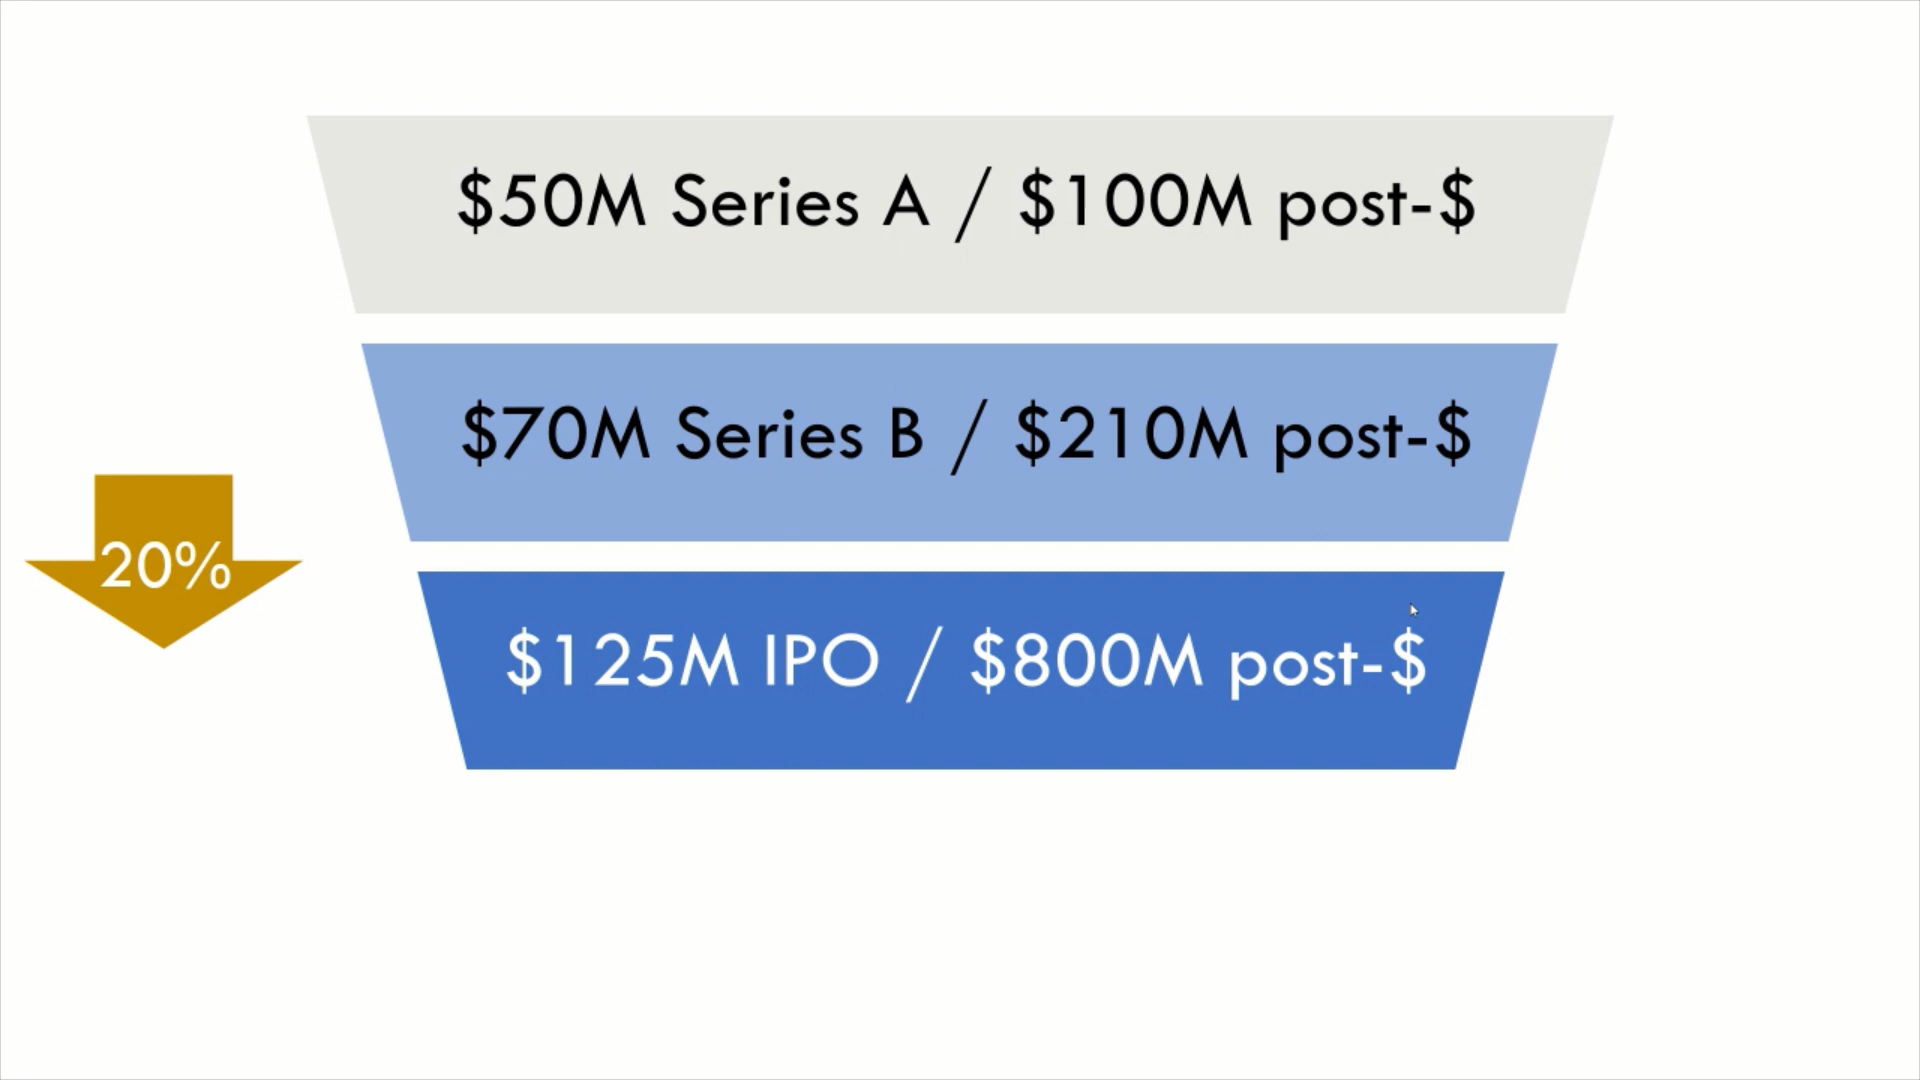 $50M Series A / $100M post-$
$70M Series B / $210M post-$
20%
$125M IPO / $800M post-$